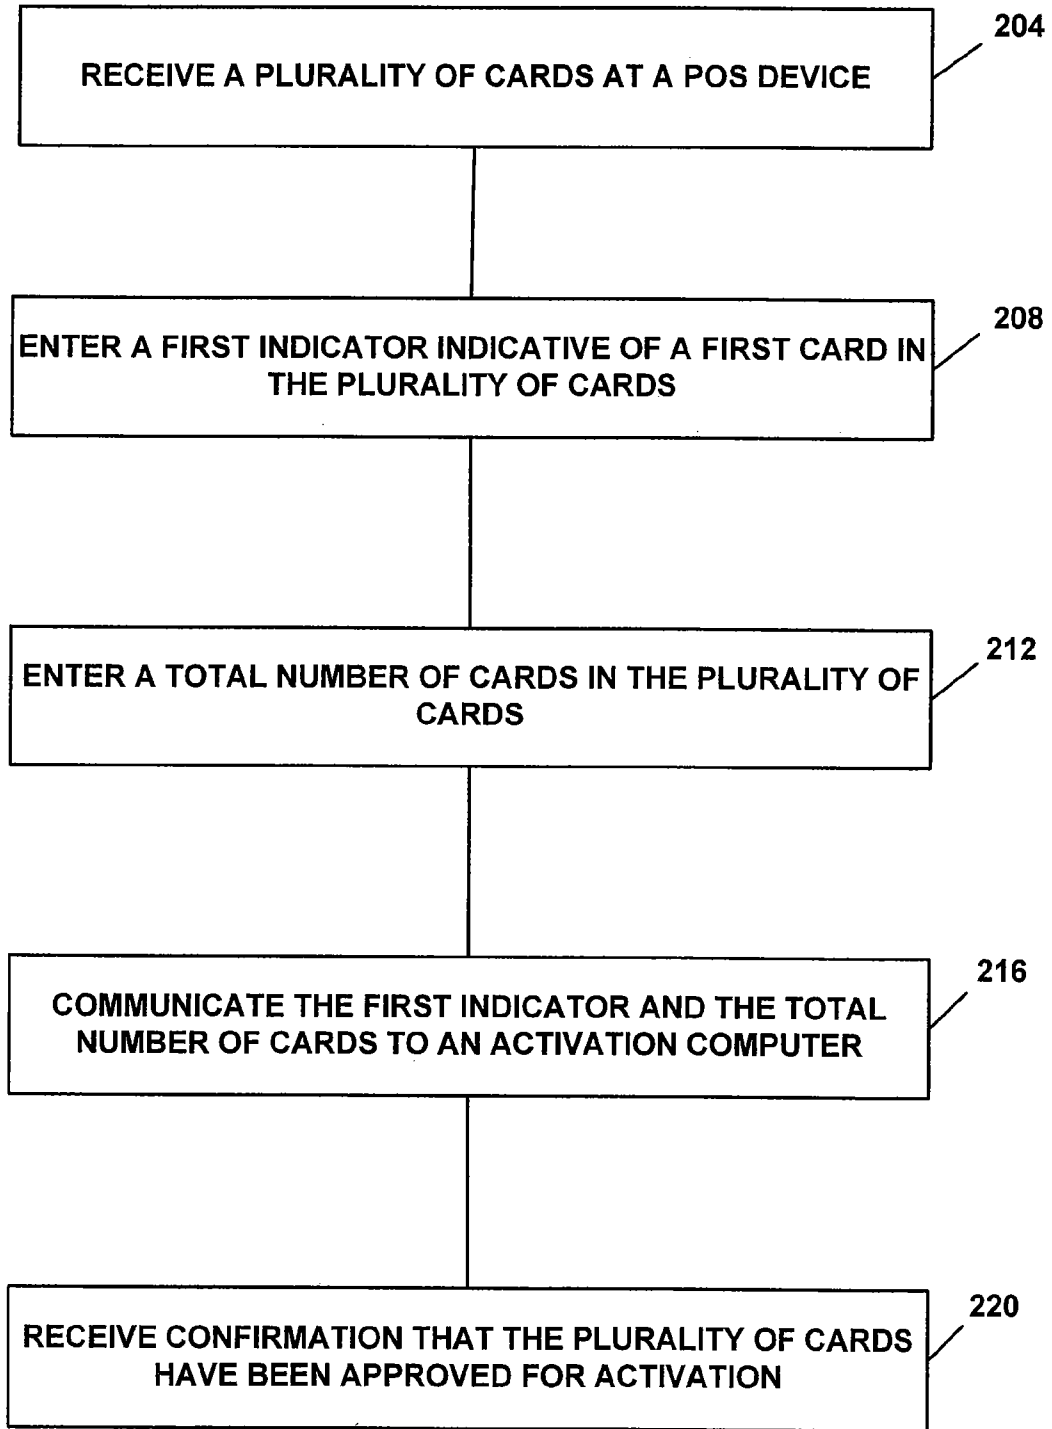 204
RECEIVE A PLURALITY OF CARDS AT A POS DEVICE
208
ENTER A FIRST INDICATOR INDICATIVE OF A FIRST CARD IN
THE PLURALITY OF CARDS
212
ENTER A TOTAL NUMBER OF CARDS IN THE PLURALITY OF
CARDS
216
COMMUNICATE THE FIRST INDICATOR AND THE TOTAL
NUMBER OF CARDS TO AN ACTIVATION COMPUTER
220
RECEIVE CONFIRMATION THAT THE PLURALITY OF CARDS
HAVE BEEN APPROVED FOR ACTIVATION